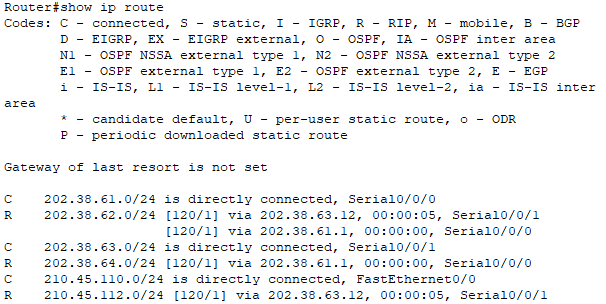 Router#show ip route
Codes: C - connected, S - static, I - IGRP, R - RIP, M - mobile, B - BGP
D - EIGRP, EX - EIGRP external, O - OSPF, IA - OSPF inter area
N1 - OSPF NSSA external type 1, N2 - OSPF NSSA external type 2
E1 - OSPF external type 1, E2 - OSPF external type 2, E - EGP
i - IS-IS, L1 - IS-IS level-1, L2 - IS-IS level-2, ia - IS-IS inter
area
* - candidate default, U - per-user static route, o - ODR
P - periodic downloaded static route
Gateway of last resort is not set
C 202.38.61.0/24 is directly connected, Serial0/0/0
R 202.38.62.0/24 [120/1] via 202.38.63.12, 00:00:05, Serial0/0/1
[120/1] via 202.38.61.1, 00:00:00, Serial0/0/0
C 202.38.63.0/24 is directly connected, Serial0/0/1
R 202.38.64.0/24 [120/1] via 202.38.61.1, 00:00:00, Serial0/0/0
C 210.45.110.0/24 is directly connected, FastEthernet0/0
R 210.45.112.0/24 [120/1] via 202.38.63.12, 00:00:05, Serial0/0/1